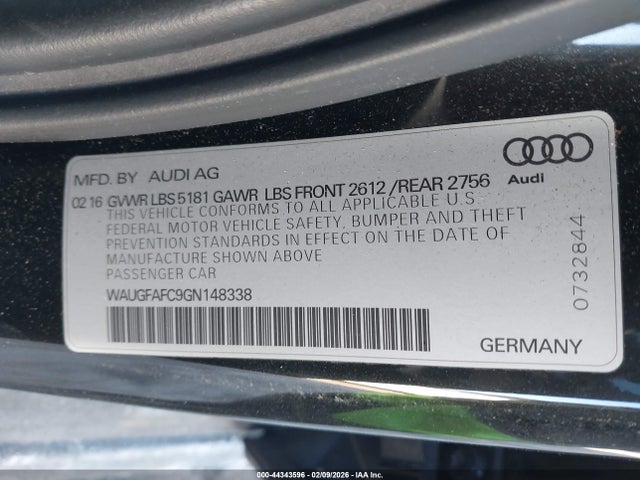 MFD. BY AUDI AG
Audi
02 16 GVWR LBS 5181 GAWR LBS FRONT 2612 /REAR 2756
THIS VEHICLE CONFORMS TO ALL APPLICABLE U.S.
FEDERAL MOTOR VEHICLE SAFETY, BUMPER AND THEFT
PREVENTION STANDARDS IN EFFECT ON THE DATE OF
MANUFACTURE SHOWN ABOVE
PASSENGER CAR
WAUGFAFC9GN148338
GERMANY
0732844
000-44343596 - 02/09/2026 - IAA Inc.